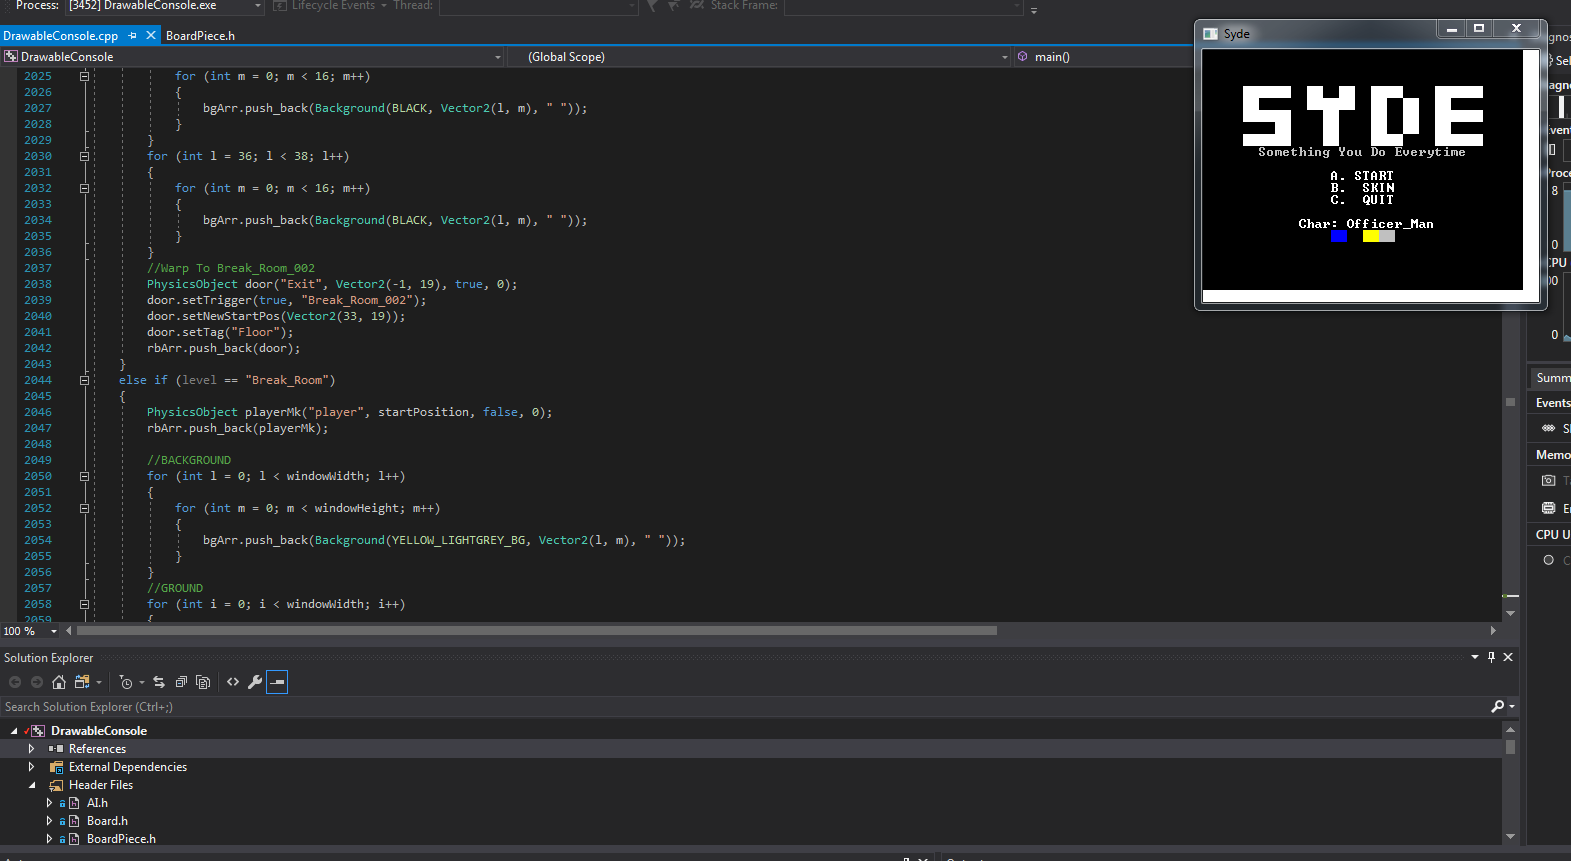 Process: [3452] DrawableConsole.exe Lifecycle Events Thread: Stack Frame:
DrawableConsole.cpp BoardPiece.h
DrawableConsole (Global Scope) main()
2025 for (int m = 0; m < 16; m++)
2026 {
2027 bgArr.push_back(Background(BLACK, Vector2(l, m), " "));
2028 }
2029 }
2030 for (int l = 36; l < 38; l++)
2031 {
2032 for (int m = 0; m < 16; m++)
2033 {
2034 bgArr.push_back(Background(BLACK, Vector2(l, m), " "));
2035 }
2036 }
2037 //Warp To Break_Room_002
2038 PhysicsObject door("Exit", Vector2(-1, 19), true, 0);
2039 door.setTrigger(true, "Break_Room_002");
2040 door.setNewStartPos(Vector2(33, 19));
2041 door.setTag("Floor");
2042 rbArr.push_back(door);
2043 }
2044 else if (level == "Break_Room")
2045 {
2046 PhysicsObject playerMk("player", startPosition, false, 0);
2047 rbArr.push_back(playerMk);
2048
2049 //BACKGROUND
2050 for (int l = 0; l < windowWidth; l++)
2051 {
2052 for (int m = 0; m < windowHeight; m++)
2053 {
2054 bgArr.push_back(Background(YELLOW_LIGHTGREY_BG, Vector2(l, m), " "));
2055 }
2056 }
2057 //GROUND
2058 for (int i = 0; i < windowWidth; i++)
2059 {
100 %
Syde
SYDE
Something You Do Everytime
A. START
B. SKIN
C. QUIT
Char: Officer_Man
8
0
0
Summ
Events
Memo
CPU U
Solution Explorer
Search Solution Explorer (Ctrl+;)
DrawableConsole
References
External Dependencies
Header Files
AI.h
Board.h
BoardPiece.h